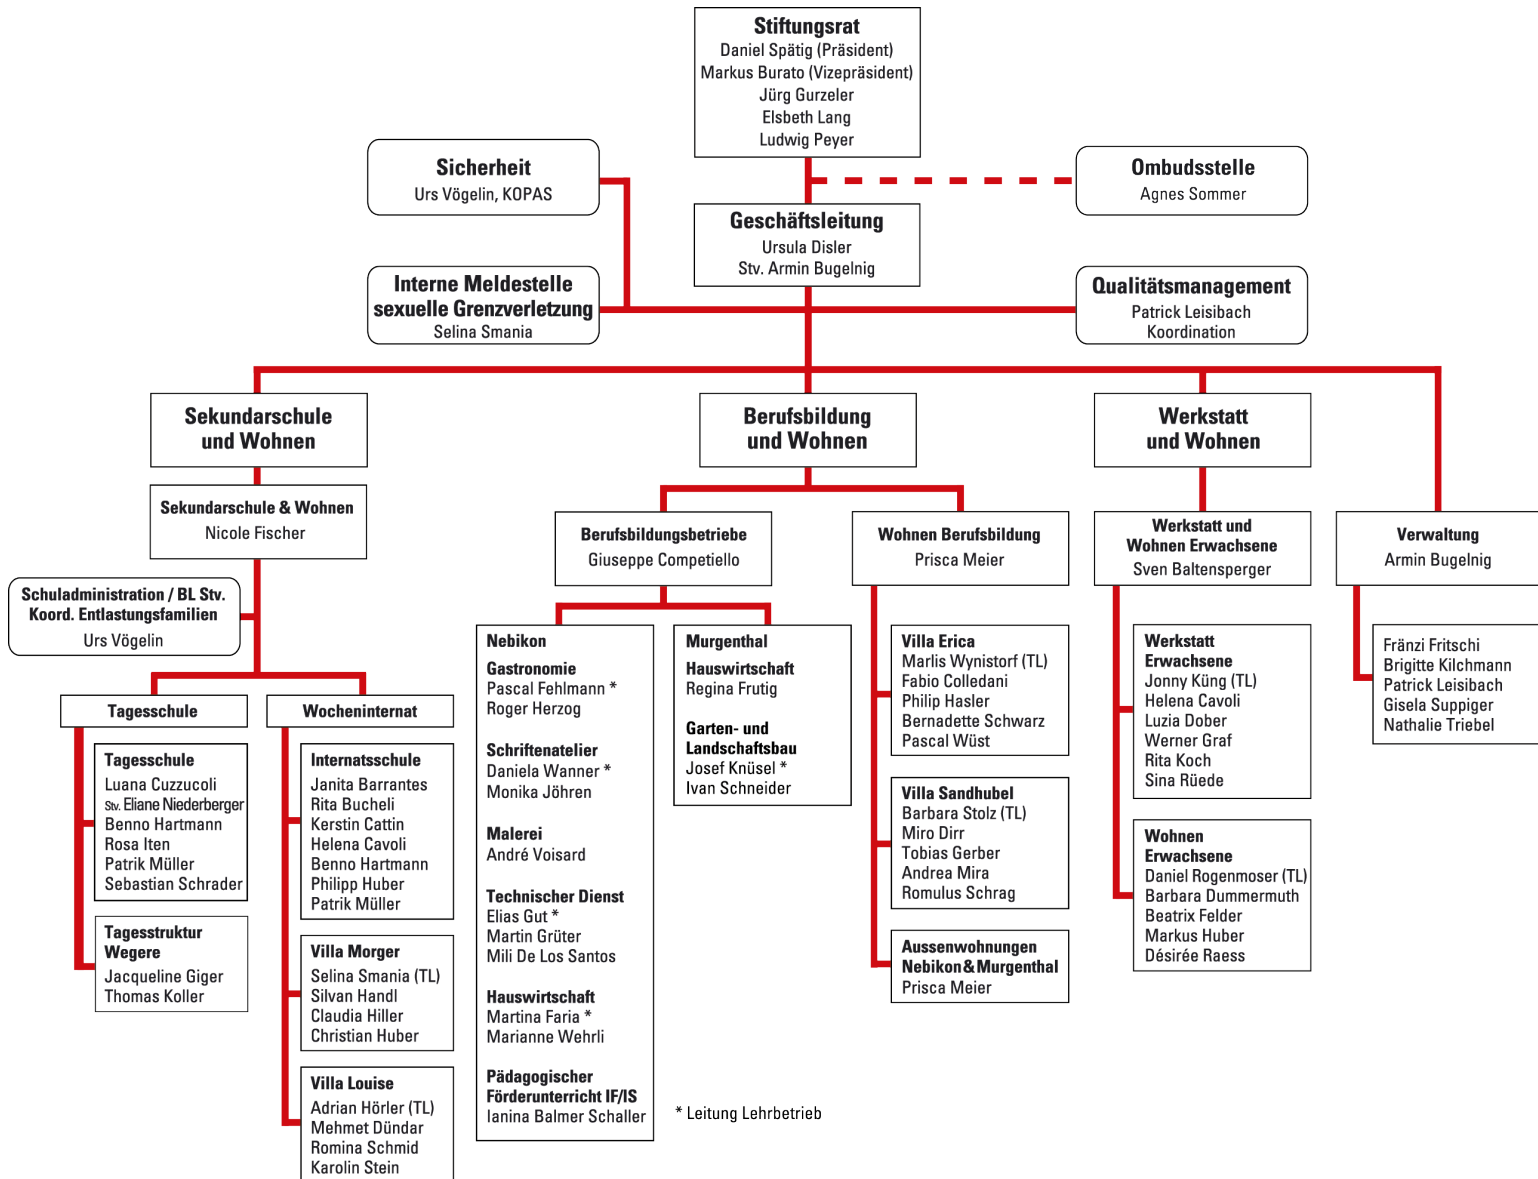 Stiftungsrat
Daniel Spätig (Präsident)
Markus Burato (Vizepräsident)
Jürg Gurzeler
Elsbeth Lang
Ludwig Peyer
Sicherheit
Urs Vögelin, KOPAS
Ombudsstelle
Agnes Sommer
Geschäftsleitung
Ursula Disler
Stv. Armin Bugelnig
Interne Meldestelle
sexuelle Grenzverletzung
Selina Smania
Qualitätsmanagement
Patrick Leisibach
Koordination
Sekundarschule
und Wohnen
Berufsbildung
und Wohnen
Werkstatt
und Wohnen
Sekundarschule & Wohnen
Nicole Fischer
Berufsbildungsbetriebe
Giuseppe Competiello
Wohnen Berufsbildung
Prisca Meier
Werkstatt und
Wohnen Erwachsene
Sven Baltensperger
Verwaltung
Armin Bugelnig
Schuladministration / BL Stv.
Koord. Entlastungsfamilien
Urs Vögelin
Tagesschule
Wocheninternat
Tagesschule
Luana Cuzzucoli
Stv. Eliane Niederberger
Benno Hartmann
Rosa Iten
Patrik Müller
Sebastian Schrader
Tagesstruktur
Wegere
Jacqueline Giger
Thomas Koller
Internatsschule
Janita Barrantes
Rita Bucheli
Kerstin Cattin
Helena Cavoli
Benno Hartmann
Philipp Huber
Patrik Müller
Villa Morger
Selina Smania (TL)
Silvan Handl
Claudia Hiller
Christian Huber
Villa Louise
Adrian Hörler (TL)
Mehmet Dündar
Romina Schmid
Karolin Stein
Nebikon
Gastronomie
Pascal Fehlmann *
Roger Herzog
Schriftenatelier
Daniela Wanner *
Monika Jöhren
Malerei
André Voisard
Technischer Dienst
Elias Gut *
Martin Grüter
Mili De Los Santos
Hauswirtschaft
Martina Faria *
Marianne Wehrli
Pädagogischer
Förderunterricht IF/IS
Ianina Balmer Schaller
Murgenthal
Hauswirtschaft
Regina Frutig
Garten- und
Landschaftsbau
Josef Knüsel *
Ivan Schneider
* Leitung Lehrbetrieb
Villa Erica
Marlis Wynistorf (TL)
Fabio Colledani
Philip Hasler
Bernadette Schwarz
Pascal Wüst
Villa Sandhubel
Barbara Stolz (TL)
Miro Dirr
Tobias Gerber
Andrea Mira
Romulus Schrag
Aussenwohnungen
Nebikon & Murgenthal
Prisca Meier
Werkstatt
Erwachsene
Jonny Küng (TL)
Helena Cavoli
Luzia Dober
Werner Graf
Rita Koch
Sina Rüede
Wohnen
Erwachsene
Daniel Rogenmoser (TL)
Barbara Dummermuth
Beatrix Felder
Markus Huber
Désirée Raess
Fränzi Fritschi
Brigitte Kilchmann
Patrick Leisibach
Gisela Suppiger
Nathalie Triebel